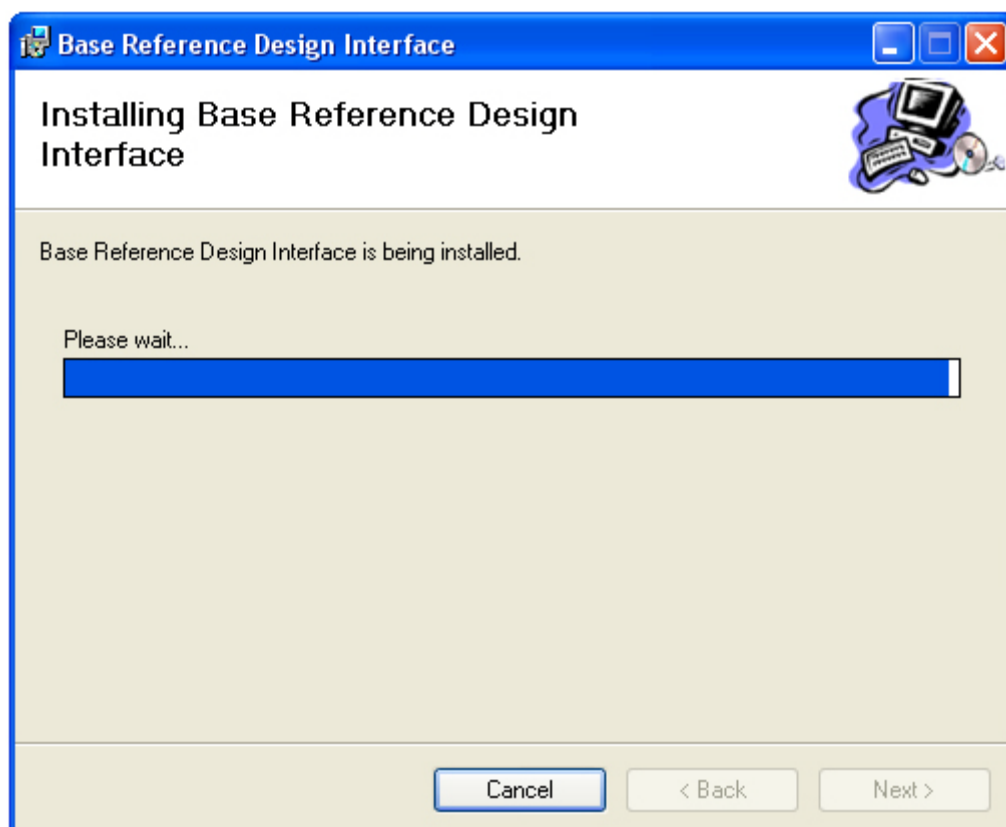 Base Reference Design Interface
Installing Base Reference Design
Interface
Base Reference Design Interface is being installed.
Please wait...
Cancel
< Back
Next >